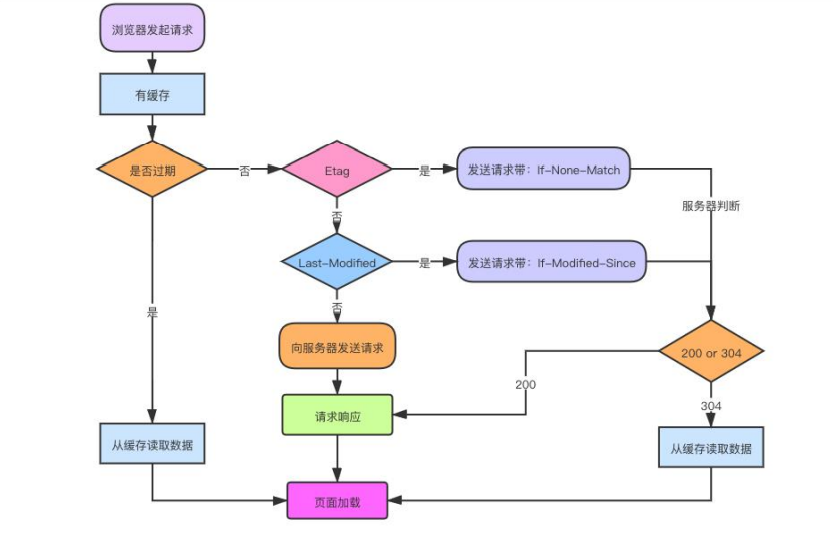 浏览器发起请求
有缓存
是否过期
否
Etag
是
发送请求带：If-None-Match
服务器判断
否
Last-Modified
是
发送请求带：If-Modified-Since
是
否
向服务器发送请求
200 or 304
200
304
请求响应
从缓存读取数据
从缓存读取数据
页面加载